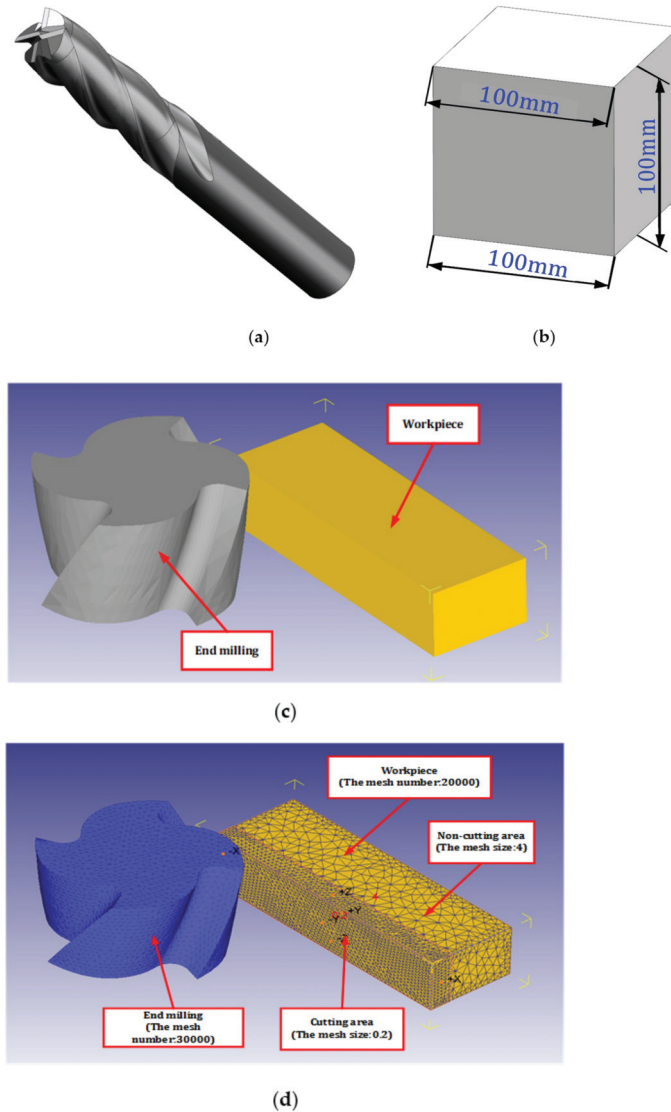 100mm
100mm
100mm
(a)
(b)
Workpiece
End milling
(c)
Workpiece
(The mesh number:20000)
Non-cutting area
(The mesh size:4)
-X
+Z
+Y
-Y
+X
End milling
(The mesh
number:30000)
Cutting area
(The mesh size:0.2)
(d)